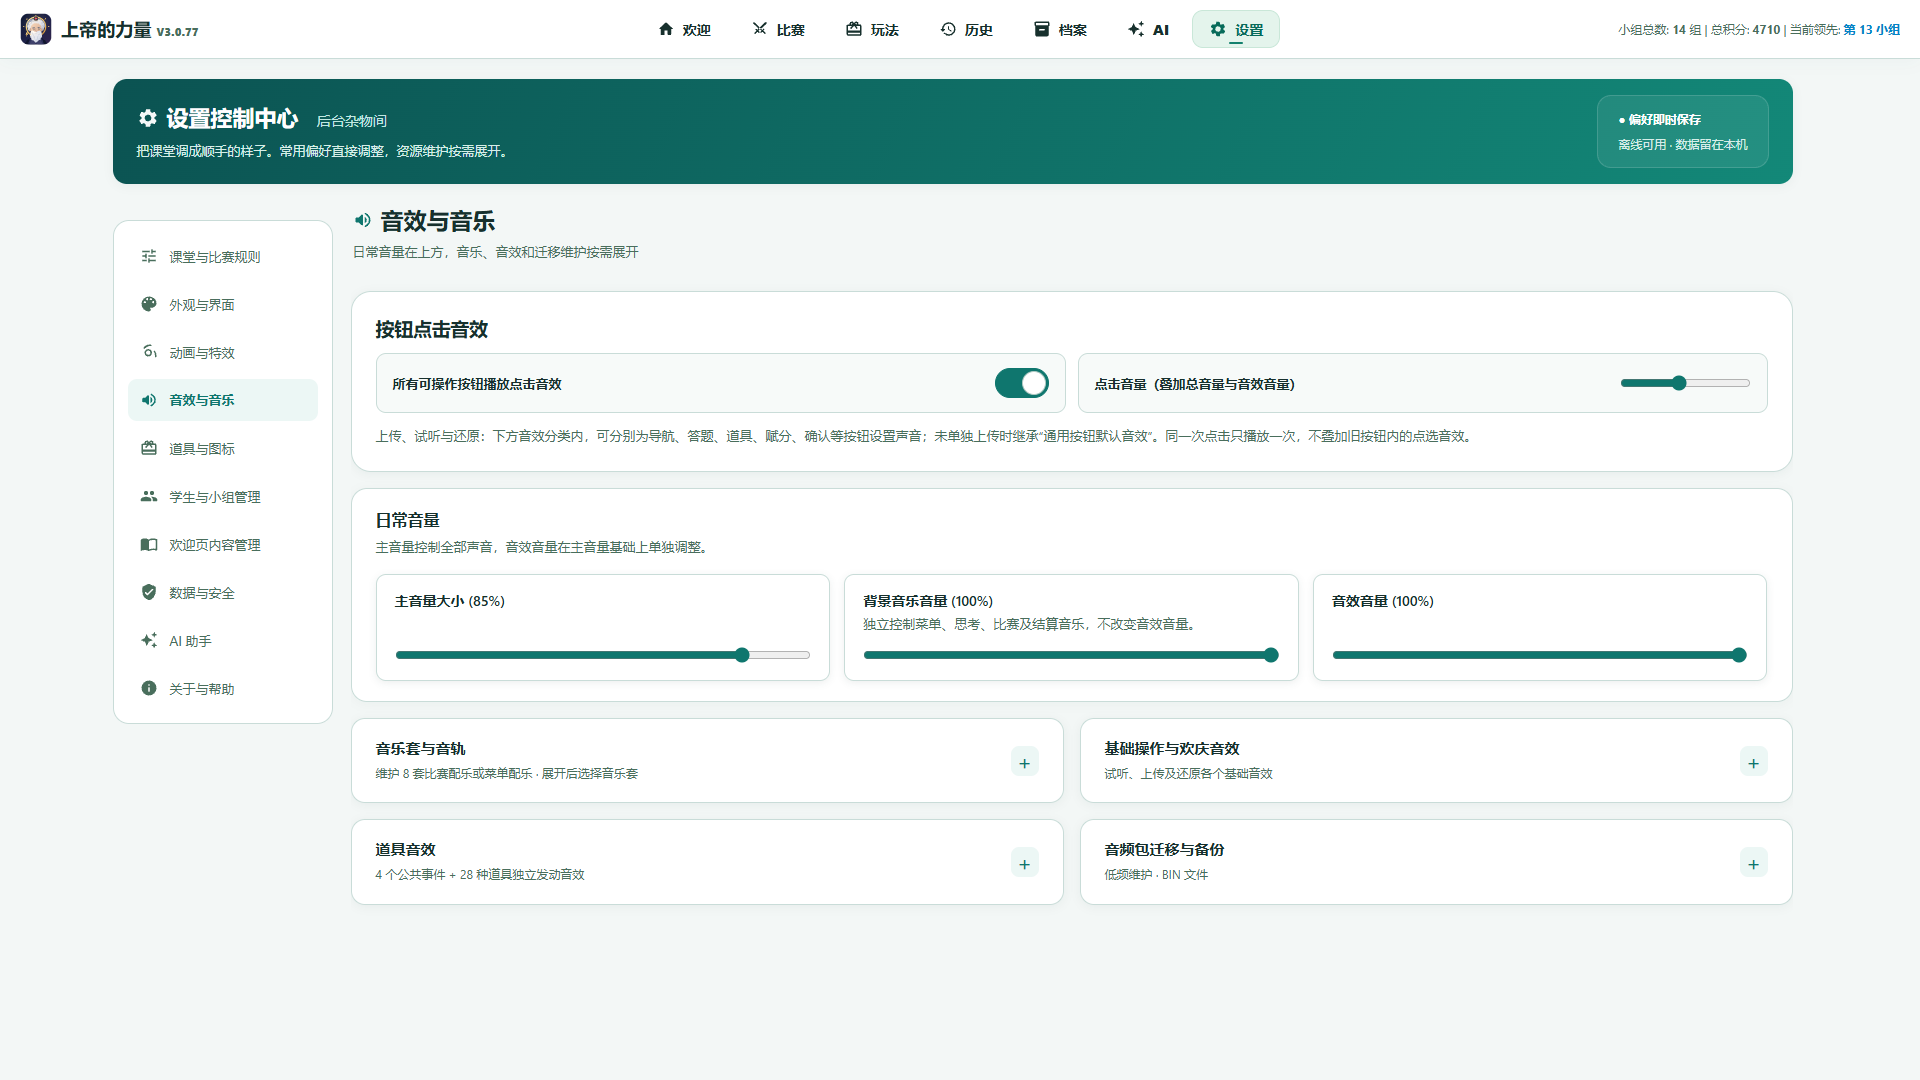 上帝的力量 V3.0.77
欢迎
比赛
玩法
历史
档案
AI
设置
小组总数: 14 组 | 总积分: 4710 | 当前领先: 第 13 小组
设置控制中心 后台杂物间
把课堂调成顺手的样子。常用偏好直接调整，资源维护按需展开。
● 偏好即时保存
离线可用 · 数据留在本机
课堂与比赛规则
外观与界面
动画与特效
音效与音乐
道具与图标
学生与小组管理
欢迎页内容管理
数据与安全
AI 助手
关于与帮助
音效与音乐
日常音量在上方，音乐、音效和迁移维护按需展开
按钮点击音效
所有可操作按钮播放点击音效
点击音量（叠加总音量与音效音量）
上传、试听与还原：下方音效分类内，可分别为导航、答题、道具、赋分、确认等按钮设置声音；未单独上传时继承“通用按钮默认音效”。同一次点击只播放一次，不叠加旧按钮内的点选音效。
日常音量
主音量控制全部声音，音效音量在主音量基础上单独调整。
主音量大小 (85%)
背景音乐音量 (100%)
独立控制菜单、思考、比赛及结算音乐，不改变音效音量。
音效音量 (100%)
音乐套与音轨
维护 8 套比赛配乐或菜单配乐 · 展开后选择音乐套
+
基础操作与欢庆音效
试听、上传及还原各个基础音效
+
道具音效
4 个公共事件 + 28 种道具独立发动音效
+
音频包迁移与备份
低频维护 · BIN 文件
+